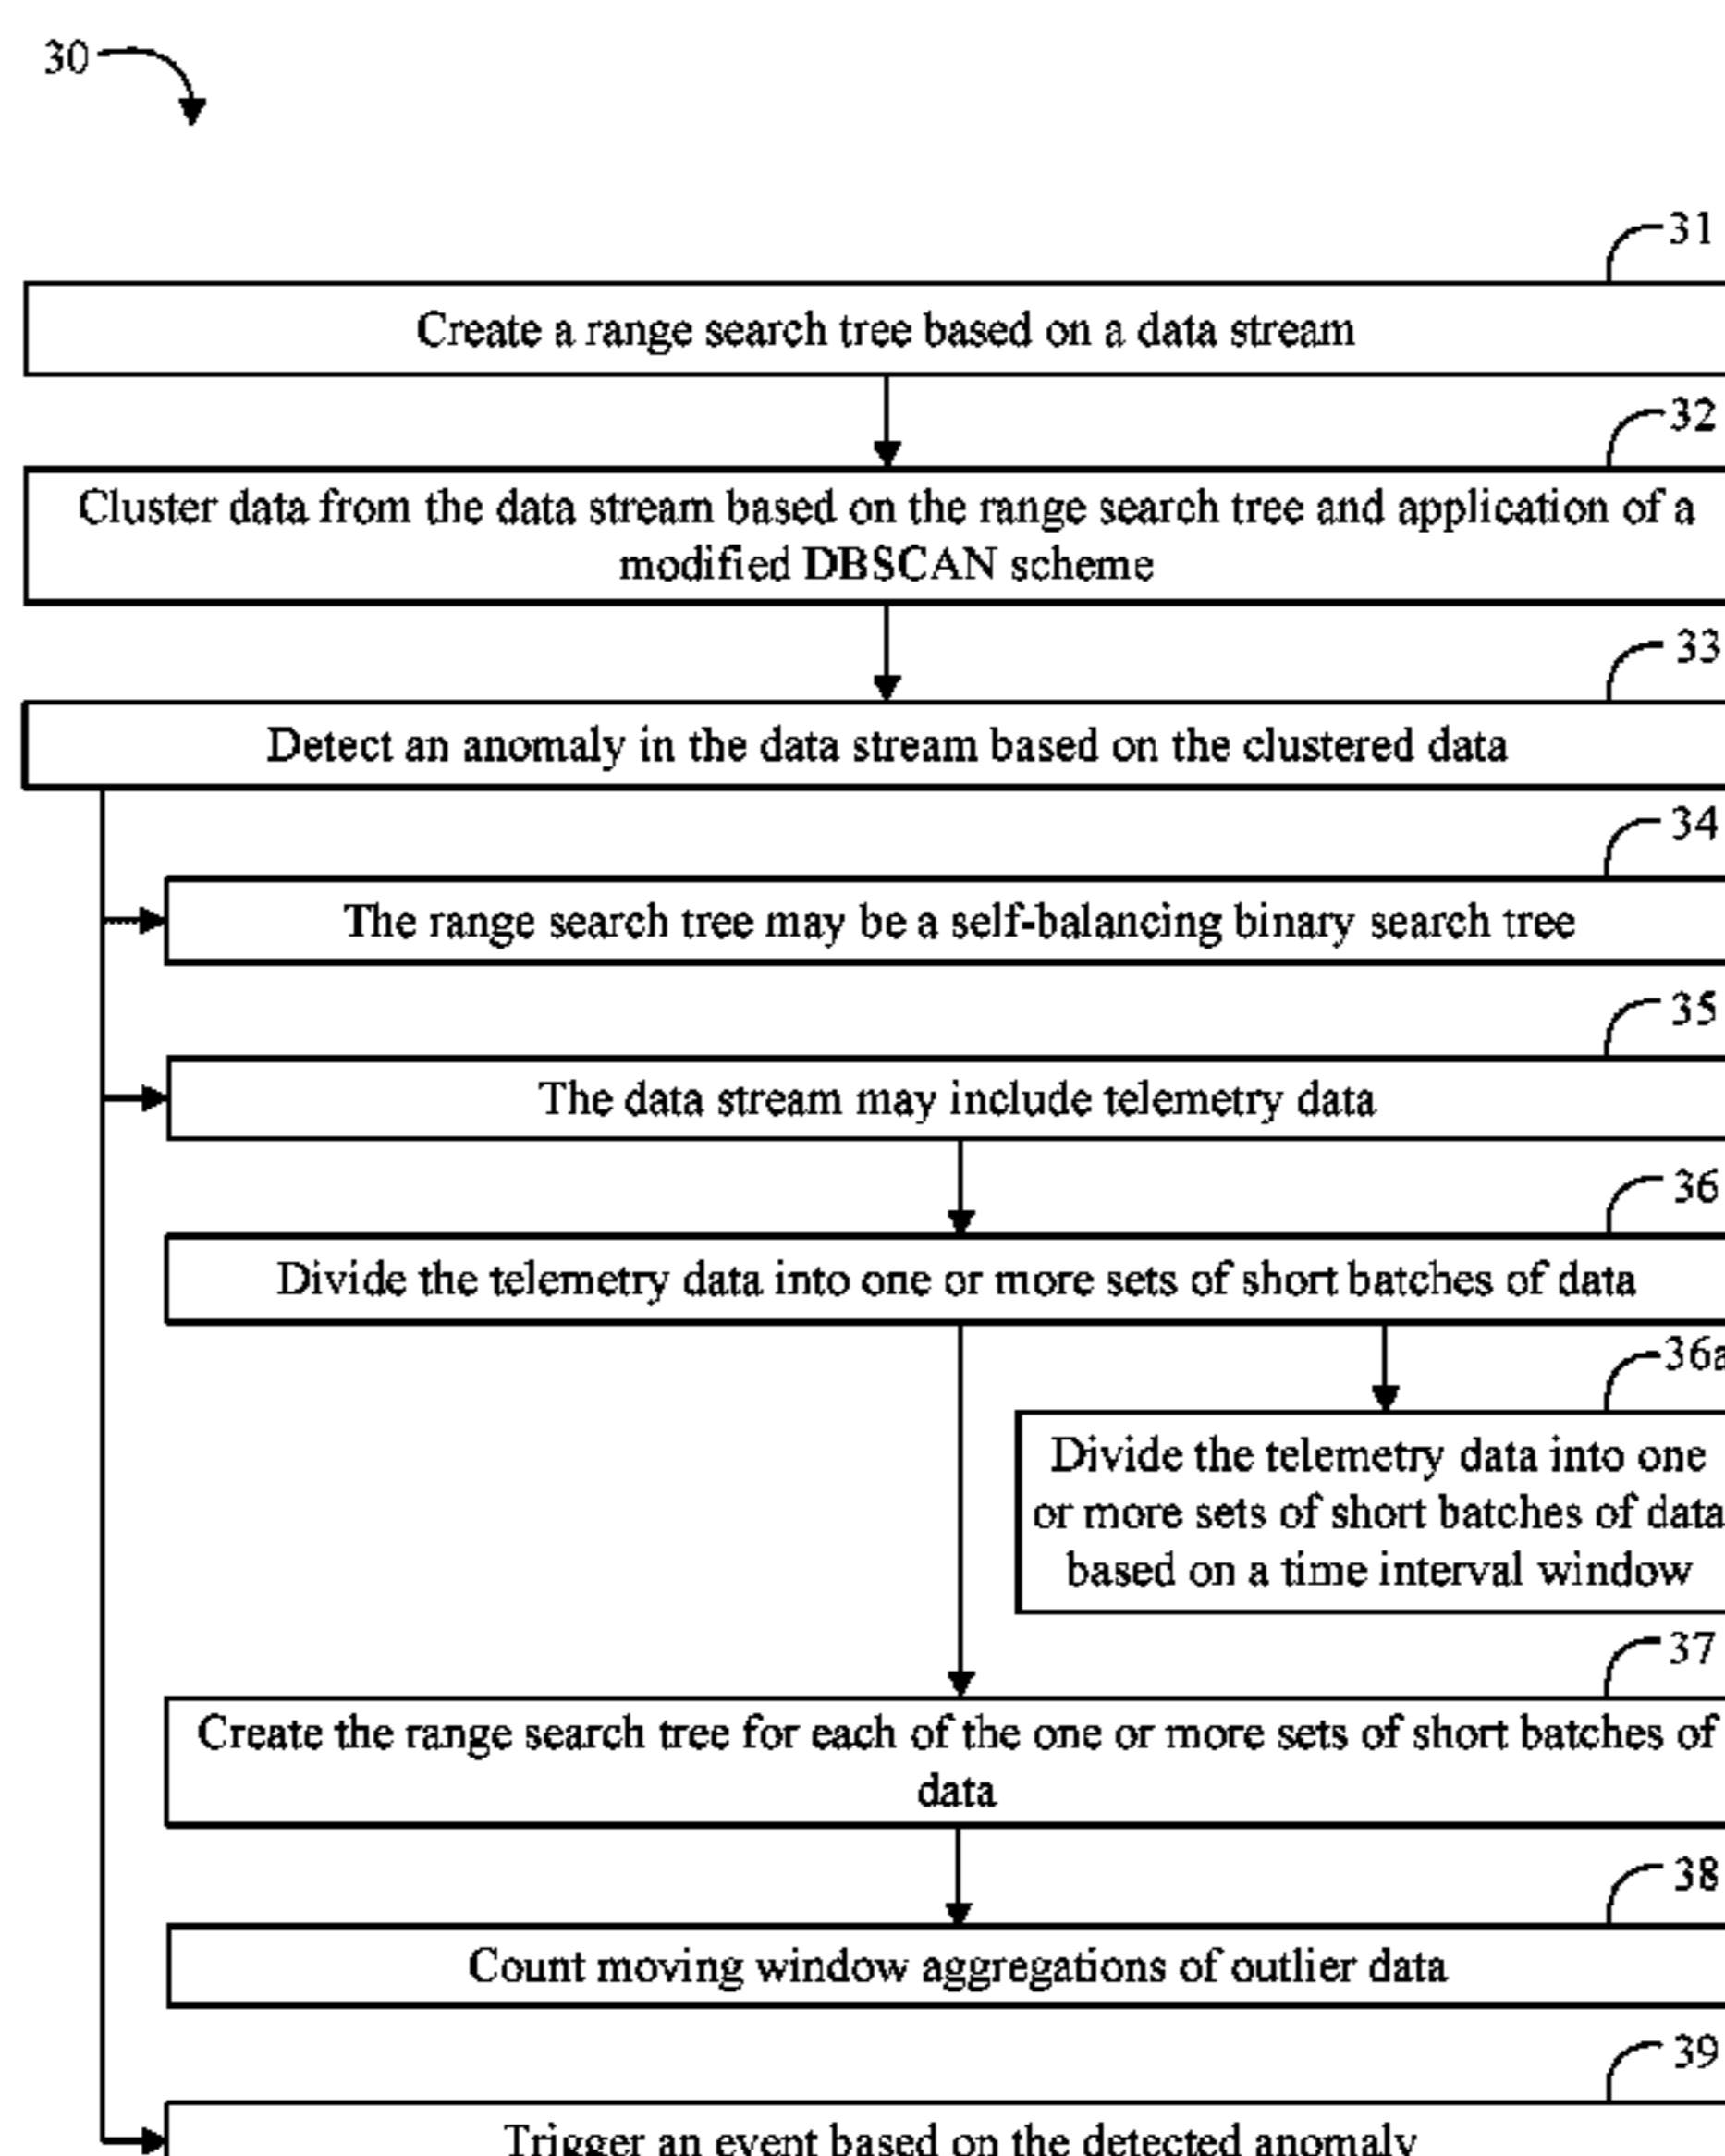 30
31
Create a range search tree based on a data stream
32
Cluster data from the data stream based on the range search tree and application of a
modified DBSCAN scheme
33
Detect an anomaly in the data stream based on the clustered data
34
The range search tree may be a self-balancing binary search tree
35
The data stream may include telemetry data
36
Divide the telemetry data into one or more sets of short batches of data
36a
Divide the telemetry data into one
or more sets of short batches of data
based on a time interval window
37
Create the range search tree for each of the one or more sets of short batches of
data
38
Count moving window aggregations of outlier data
39
Trigger an event based on the detected anomaly